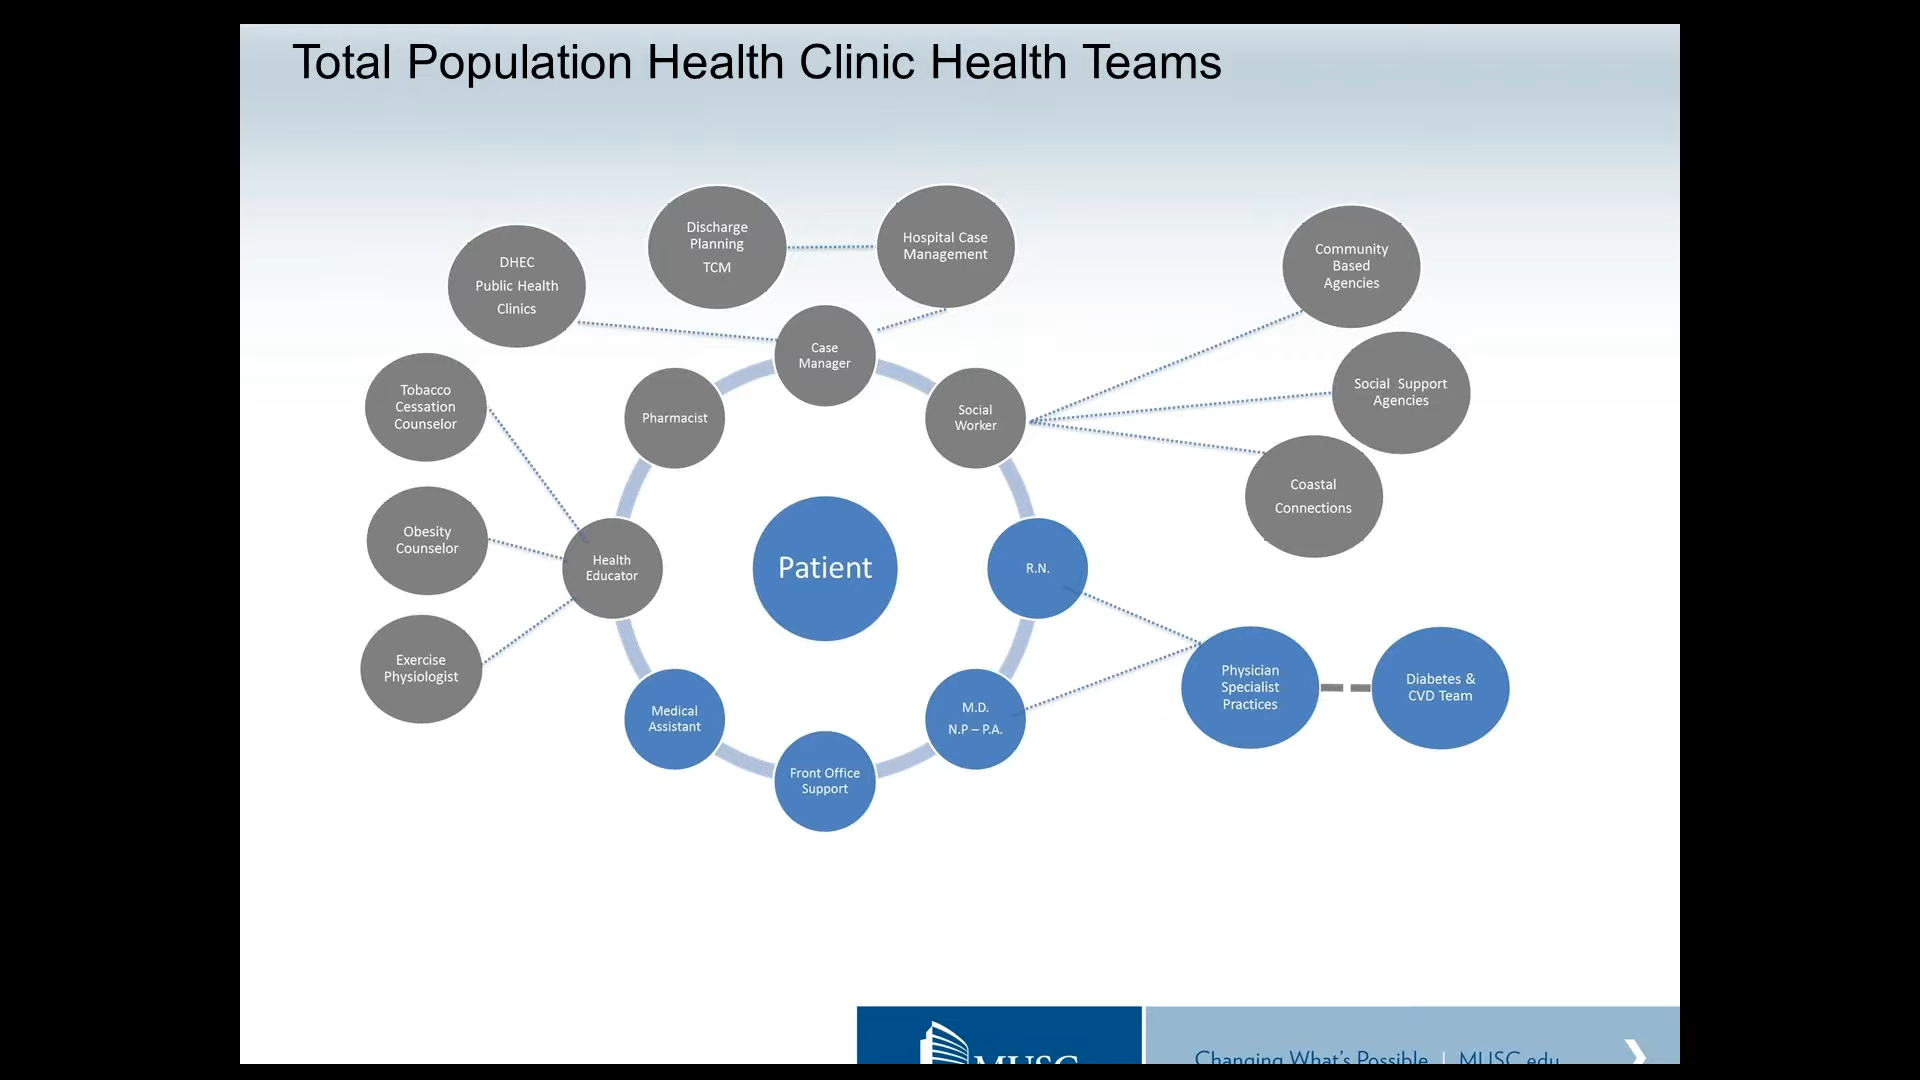 Total Population Health Clinic Health Teams
Discharge
Planning
TCM
Hospital Case
Management
Community
Based
Agencies
DHEC
Public Health
Clinics
Case
Manager
Social Support
Agencies
Tobacco
Cessation
Counselor
Pharmacist
Social
Worker
Coastal
Connections
Obesity
Counselor
Health
Educator
Patient
R.N.
Exercise
Physiologist
Physician
Specialist
Practices
Diabetes &
CVD Team
Medical
Assistant
M.D.
N.P – P.A.
Front Office
Support
MUSC
Changing What's Possible | MUSC.edu